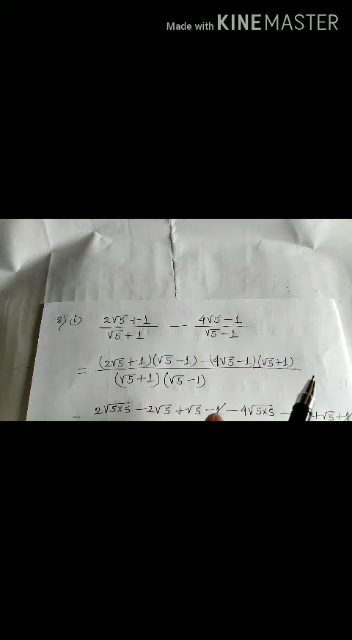 Made with KINEMASTER
8) (i) (2√5+1)/(√5+1) - (4√5-1)/(√5-1)
= ((2√5+1)(√5-1)-(4√5-1)(√5+1))/((√5+1)(√5-1))
= 2√5×5 - 2√5 + √5 - 1 - 4√5×5 - +√5 +